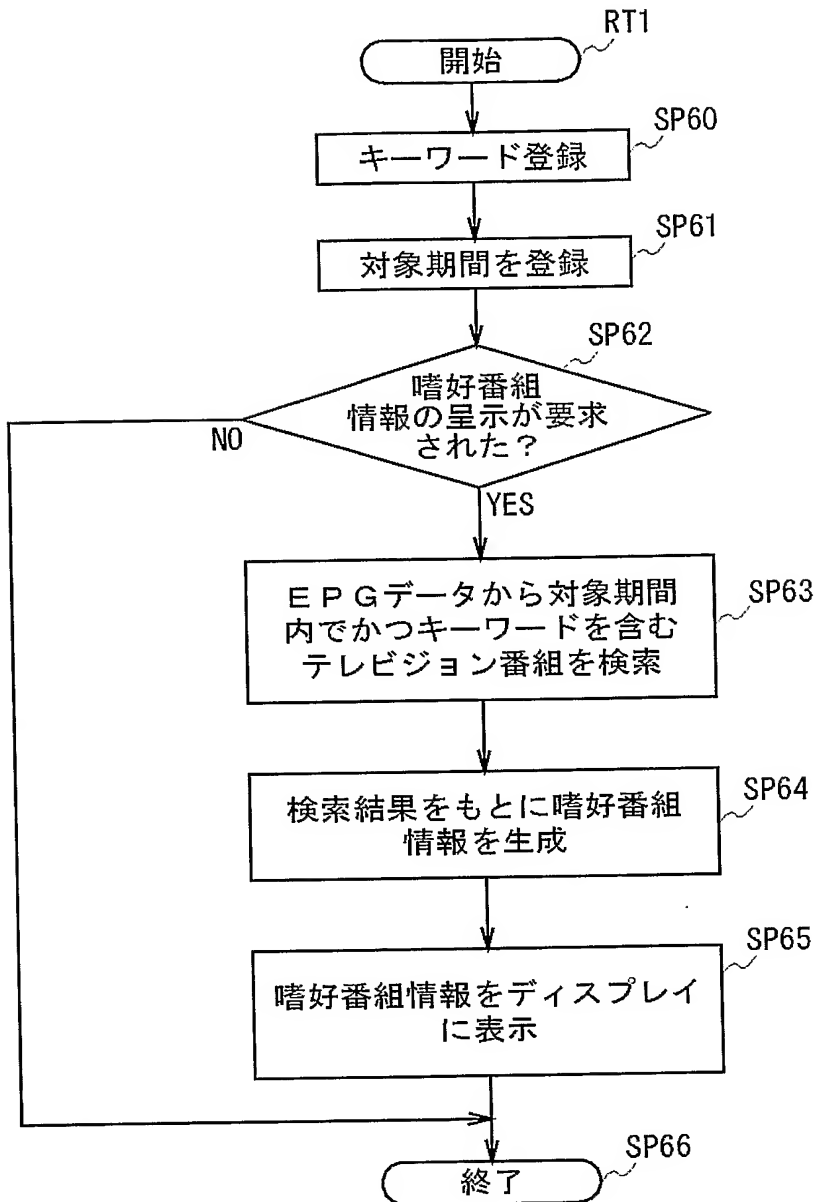 RT1
開始
SP60
キーワード登録
SP61
対象期間を登録
SP62
嗜好番組
情報の呈示が要求
された?
NO
YES
SP63
EPGデータから対象期間
内でかつキーワードを含む
テレビジョン番組を検索
SP64
検索結果をもとに嗜好番組
情報を生成
SP65
嗜好番組情報をディスプレイ
に表示
SP66
終了